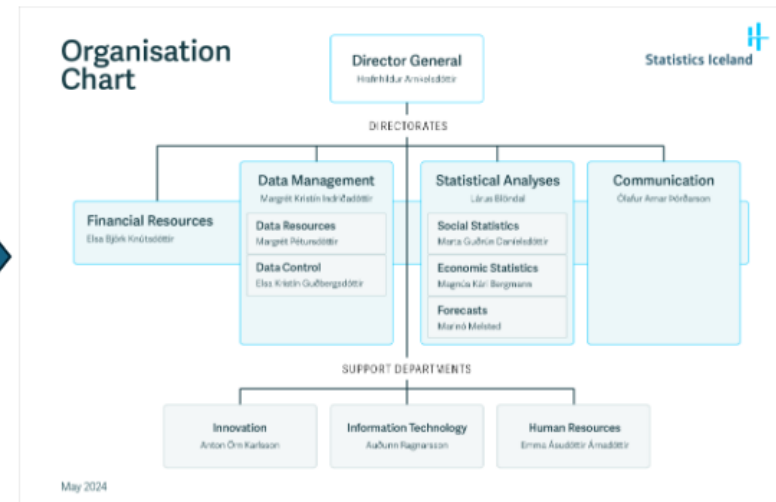 Organisation
Chart
Statistics Iceland
Director General
Hrafnhildur Arnkelsdóttir
DIRECTORATES
Financial Resources
Elsa Björk Knútsdóttir
Data Management
Margrét Kristín Indriðadóttir
Data Resources
Margrét Pétursdóttir
Data Control
Elsa Kristín Guðbergsdóttir
Statistical Analyses
Lárus Blöndal
Social Statistics
Marta Guðrún Daníelsdóttir
Economic Statistics
Magnús Kári Bergmann
Forecasts
Marinó Melsted
Communication
Ólafur Arnar Þórðarson
SUPPORT DEPARTMENTS
Innovation
Anton Örn Karlsson
Information Technology
Auðunn Ragnarsson
Human Resources
Emma Ásudóttir Árnadóttir
May 2024